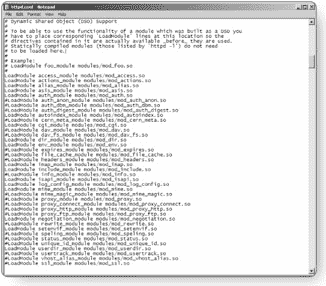 httpd.conf - Notepad
File Edit Format View Help
# Dynamic Shared Object (DSO) Support
#
# To be able to use the functionality of a module which was built as a DSO you
# have to place corresponding `LoadModule' lines at this location so the
# directives contained in it are actually available _before_ they are used.
# Statically compiled modules (those listed by `httpd -l') do not need
# to be loaded here.
#
# Example:
# LoadModule foo_module modules/mod_foo.so
#
LoadModule access_module modules/mod_access.so
LoadModule actions_module modules/mod_actions.so
LoadModule alias_module modules/mod_alias.so
LoadModule asis_module modules/mod_asis.so
LoadModule auth_module modules/mod_auth.so
#LoadModule auth_anon_module modules/mod_auth_anon.so
#LoadModule auth_dbm_module modules/mod_auth_dbm.so
#LoadModule auth_digest_module modules/mod_auth_digest.so
LoadModule autoindex_module modules/mod_autoindex.so
#LoadModule cern_meta_module modules/mod_cern_meta.so
LoadModule cgi_module modules/mod_cgi.so
#LoadModule dav_module modules/mod_dav.so
#LoadModule dav_fs_module modules/mod_dav_fs.so
LoadModule dir_module modules/mod_dir.so
LoadModule env_module modules/mod_env.so
#LoadModule expires_module modules/mod_expires.so
#LoadModule file_cache_module modules/mod_file_cache.so
#LoadModule headers_module modules/mod_headers.so
LoadModule imap_module modules/mod_imap.so
LoadModule include_module modules/mod_include.so
#LoadModule info_module modules/mod_info.so
LoadModule isapi_module modules/mod_isapi.so
LoadModule log_config_module modules/mod_log_config.so
LoadModule mime_module modules/mod_mime.so
#LoadModule mime_magic_module modules/mod_mime_magic.so
#LoadModule proxy_module modules/mod_proxy.so
#LoadModule proxy_connect_module modules/mod_proxy_connect.so
#LoadModule proxy_http_module modules/mod_proxy_http.so
#LoadModule proxy_ftp_module modules/mod_proxy_ftp.so
LoadModule negotiation_module modules/mod_negotiation.so
#LoadModule rewrite_module modules/mod_rewrite.so
LoadModule setenvif_module modules/mod_setenvif.so
#LoadModule speling_module modules/mod_speling.so
#LoadModule status_module modules/mod_status.so
#LoadModule unique_id_module modules/mod_unique_id.so
LoadModule userdir_module modules/mod_userdir.so
#LoadModule usertrack_module modules/mod_usertrack.so
#LoadModule vhost_alias_module modules/mod_vhost_alias.so
#LoadModule ssl_module modules/mod_ssl.so